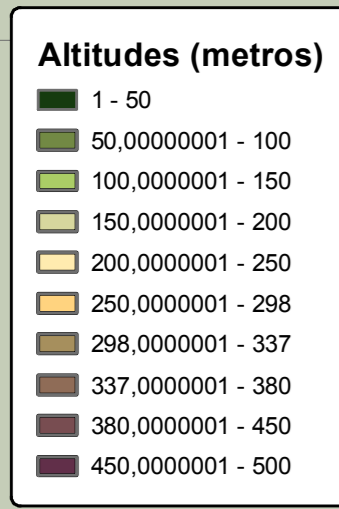 Altitudes (metros)
1 - 50
50,00000001 - 100
100,0000001 - 150
150,0000001 - 200
200,0000001 - 250
250,0000001 - 298
298,0000001 - 337
337,0000001 - 380
380,0000001 - 450
450,0000001 - 500